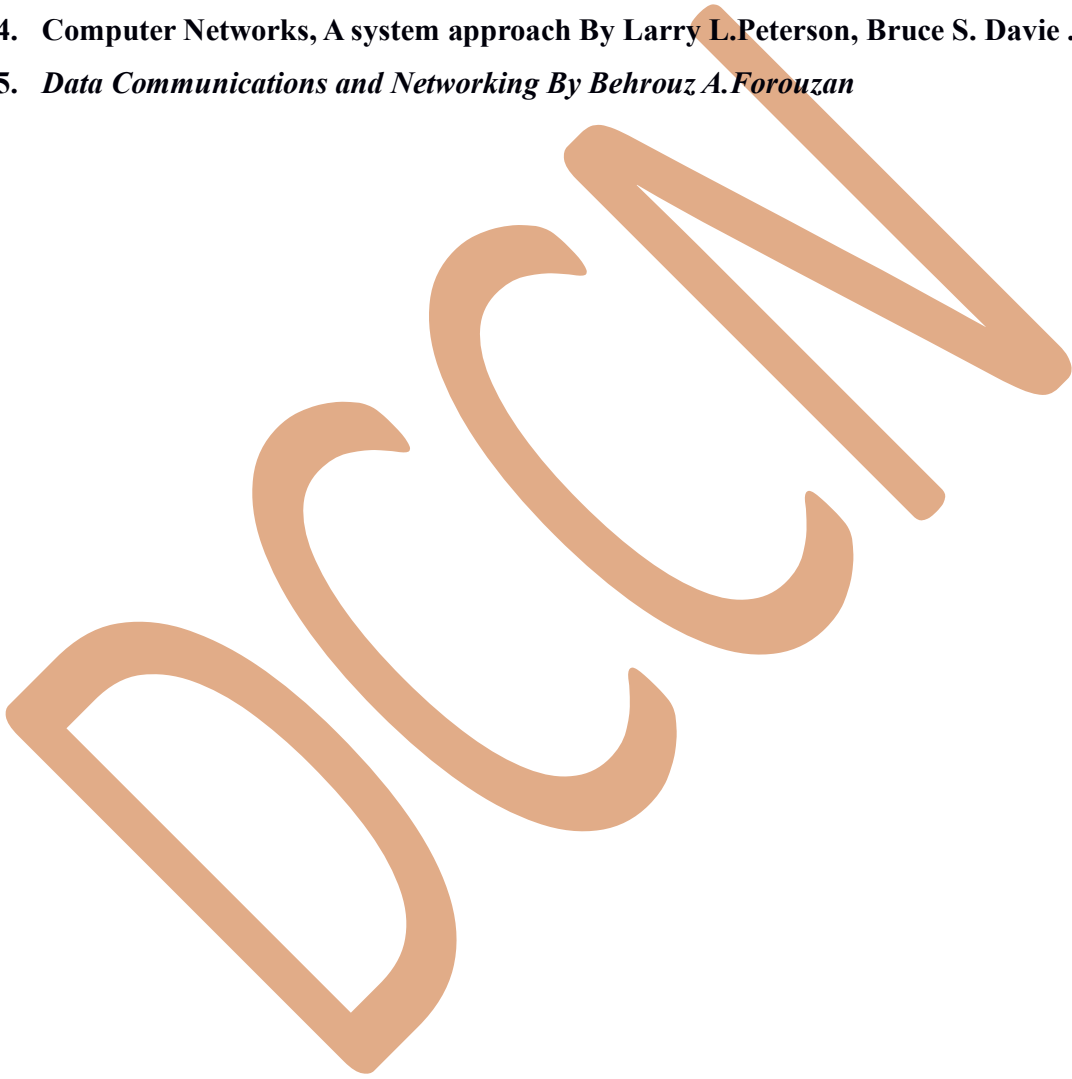 4. Computer Networks, A system approach By Larry L.Peterson, Bruce S. Davie .
5. Data Communications and Networking By Behrouz A.Forouzan
DCCN